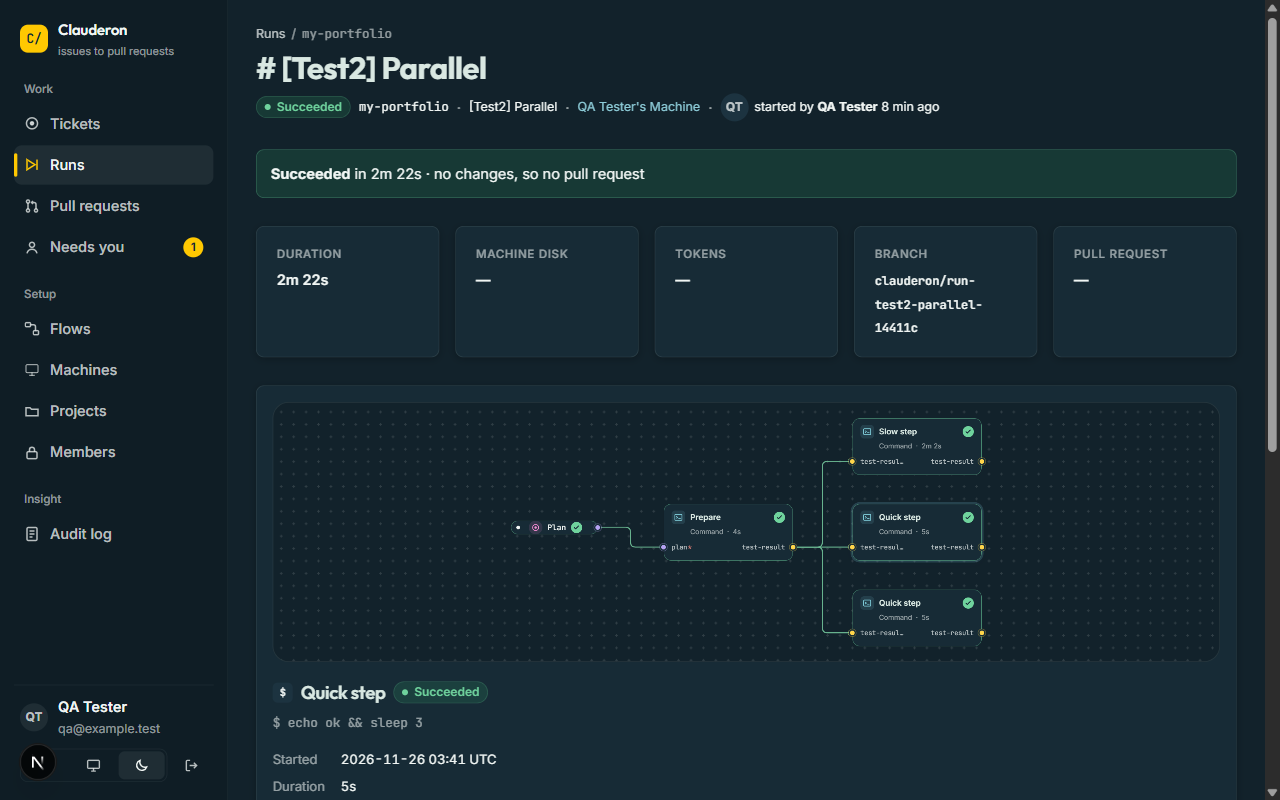 C/
Clauderon
issues to pull requests
Work
Tickets
Runs
Pull requests
Needs you
1
Setup
Flows
Machines
Projects
Members
Insight
Audit log
QT
QA Tester
qa@example.test
N
Runs / my-portfolio
# [Test2] Parallel
Succeeded my-portfolio · [Test2] Parallel · QA Tester's Machine · QT started by QA Tester 8 min ago
Succeeded in 2m 22s · no changes, so no pull request
DURATION
2m 22s
MACHINE DISK
—
TOKENS
—
BRANCH
clauderon/run-
test2-parallel-
14411c
PULL REQUEST
—
Plan
Prepare
Command · 4s
plan*
test-result
Slow step
Command · 2m 2s
test-resul…
test-result
Quick step
Command · 5s
test-resul…
test-result
Quick step
Command · 5s
test-resul…
test-result
$ Quick step Succeeded
$ echo ok && sleep 3
Started 2026-11-26 03:41 UTC
Duration 5s